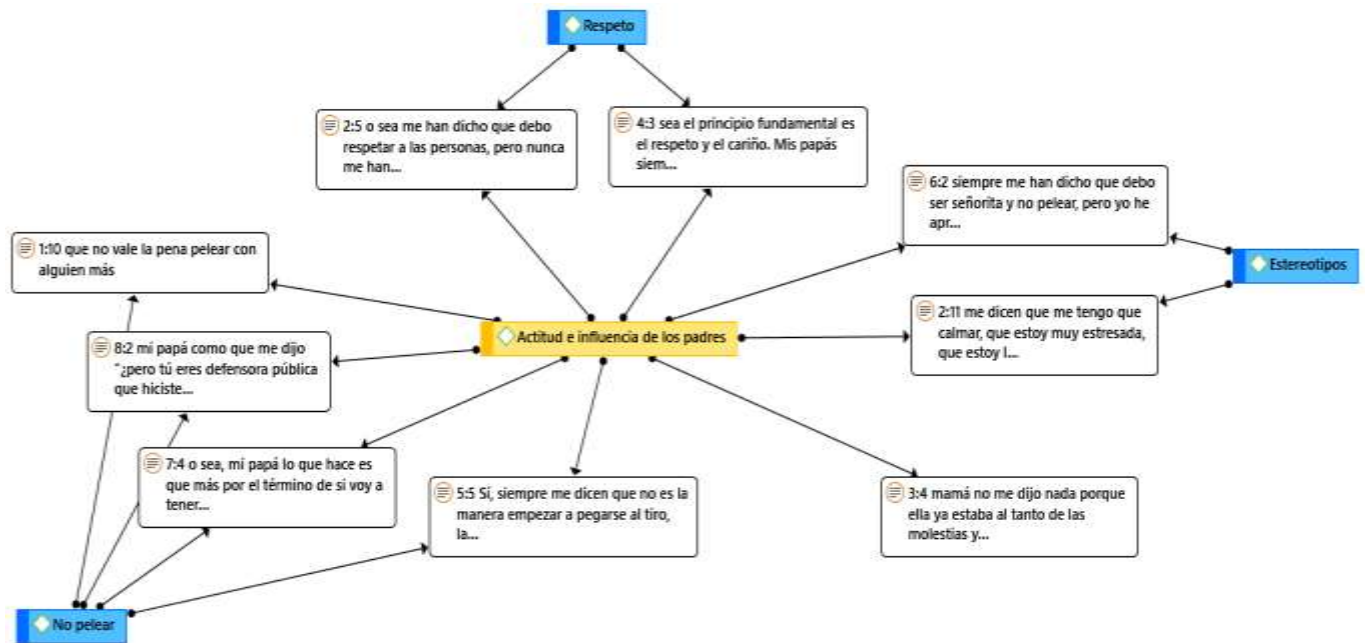 Respeto
2:5 o sea me han dicho que debo
respetar a las personas, pero nunca
me han...
4:3 sea el principio fundamental es
el respeto y el cariño. Mis papás
siem...
6:2 siempre me han dicho que debo
ser señorita y no pelear, pero yo he
apr...
1:10 que no vale la pena pelear con
alguien más
Estereotipos
2:11 me dicen que me tengo que
calmar, que estoy muy estresada,
que estoy l...
Actitud e influencia de los padres
8:2 mi papá como que me dijo
¨¿pero tú eres defensora pública
que hiciste...
7:4 o sea, mi papá lo que hace es
que más por el término de si voy a
tener...
5:5 Sí, siempre me dicen que no es la
manera empezar a pegarse al tiro,
la...
3:4 mamá no me dijo nada porque
ella ya estaba al tanto de las
molestias y...
No pelear